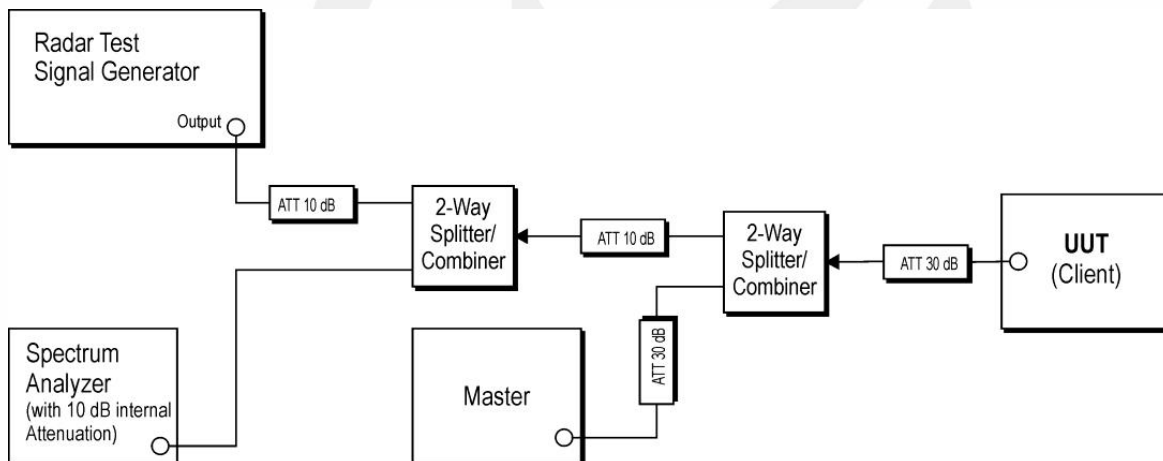 Radar Test
Signal Generator
Output
ATT 10 dB
2-Way
Splitter/
Combiner
ATT 10 dB
2-Way
Splitter/
Combiner
ATT 30 dB
UUT
(Client)
Spectrum
Analyzer
(with 10 dB internal
Attenuation)
Master
ATT 30 dB